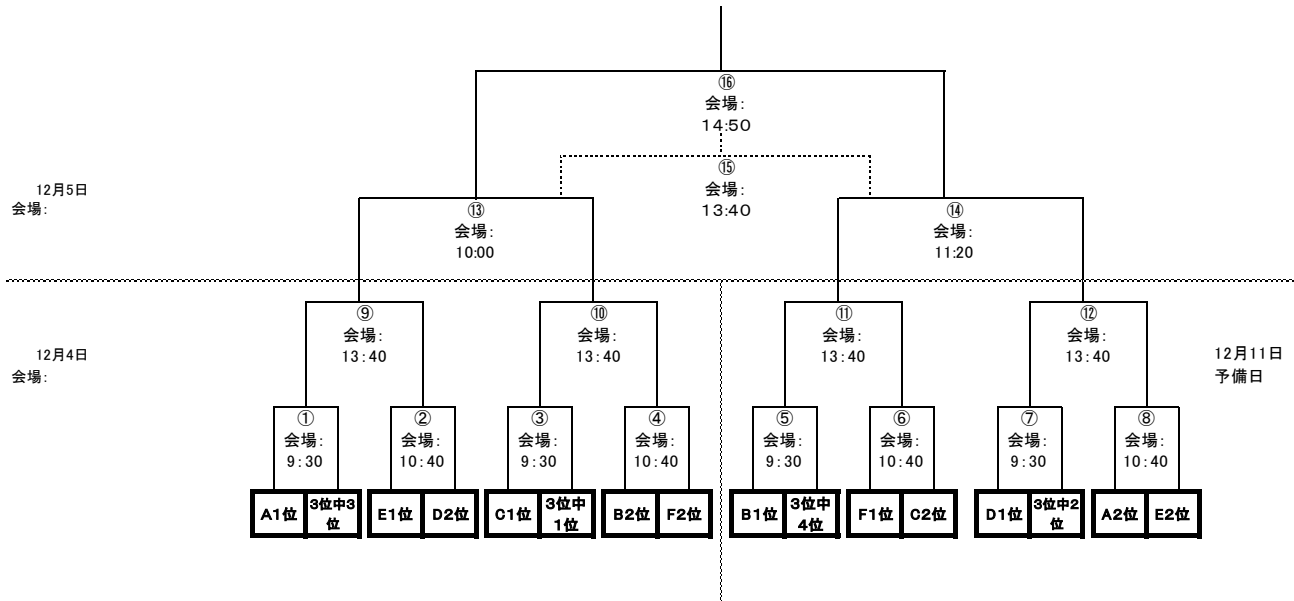 ⑯
会場:
14:50
⑮
会場:
13:40
12月5日
会場:
⑬
会場:
10:00
⑭
会場:
11:20
⑨
会場:
13:40
⑩
会場:
13:40
⑪
会場:
13:40
⑫
会場:
13:40
12月4日
会場:
12月11日
予備日
①
会場:
9:30
②
会場:
10:40
③
会場:
9:30
④
会場:
10:40
⑤
会場:
9:30
⑥
会場:
10:40
⑦
会場:
9:30
⑧
会場:
10:40
A1位
3位中3
位
E1位
D2位
C1位
3位中
1位
B2位
F2位
B1位
3位中
4位
F1位
C2位
D1位
3位中2
位
A2位
E2位